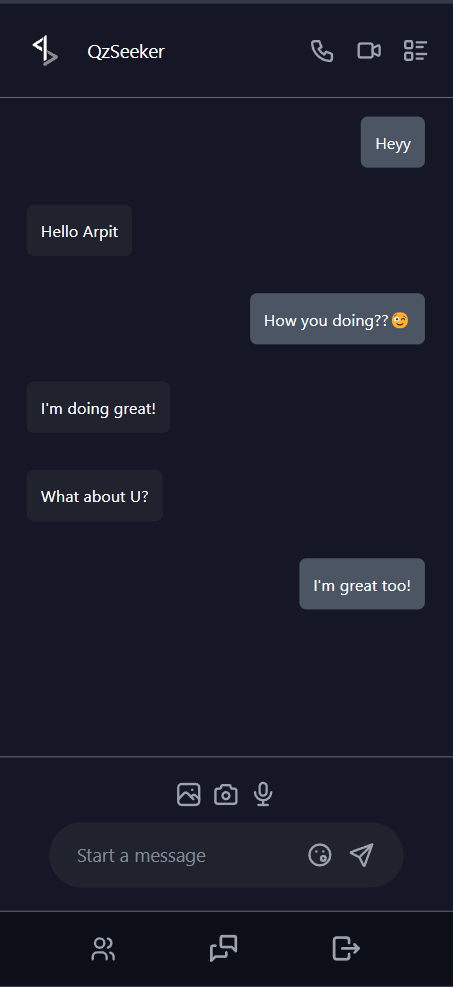 QzSeeker
Heyy
Hello Arpit
How you doing??😉
I'm doing great!
What about U?
I'm great too!
Start a message